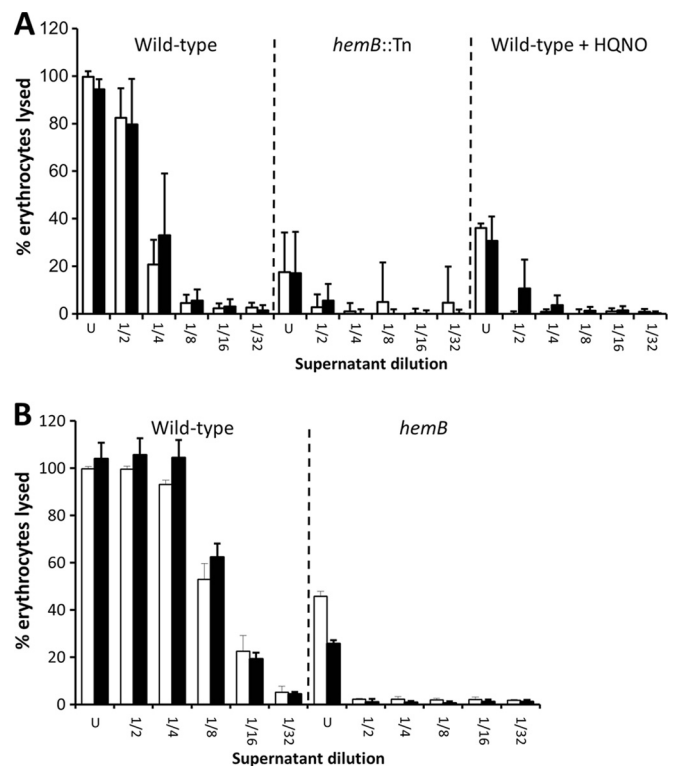 A
120
Wild-type hemB::Tn Wild-type + HQNO
100
80
60
40
20
0
% erythrocytes lysed
U 1/2 1/4 1/8 1/16 1/32 U 1/2 1/4 1/8 1/16 1/32 U 1/2 1/4 1/8 1/16 1/32
Supernatant dilution
B
120
Wild-type hemB
100
80
60
40
20
0
% erythrocytes lysed
U 1/2 1/4 1/8 1/16 1/32 U 1/2 1/4 1/8 1/16 1/32
Supernatant dilution